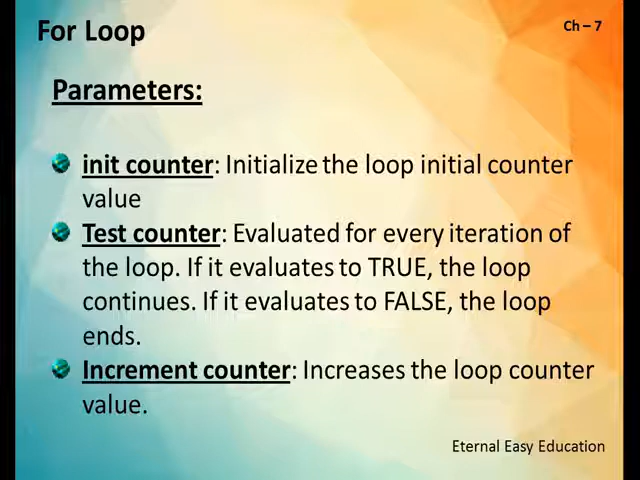 For Loop
Ch – 7
Parameters:
init counter: Initialize the loop initial counter
value
Test counter: Evaluated for every iteration of
the loop. If it evaluates to TRUE, the loop
continues. If it evaluates to FALSE, the loop
ends.
Increment counter: Increases the loop counter
value.
Eternal Easy Education